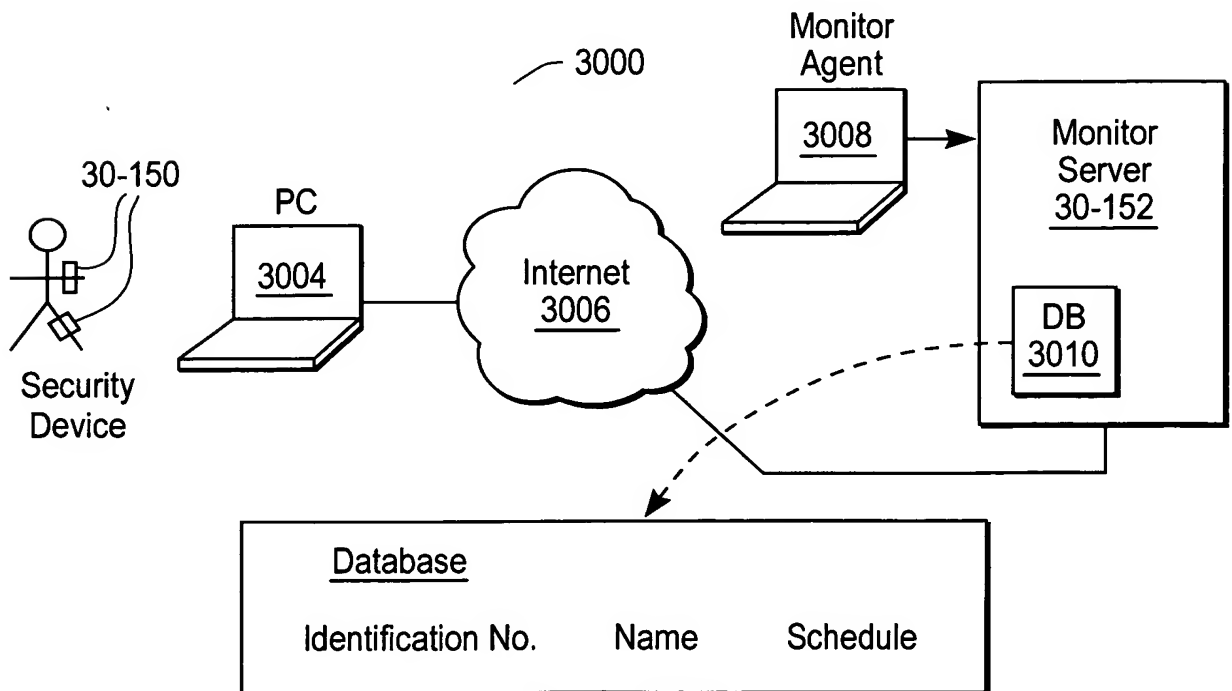 3000
Monitor
Agent
3008
Monitor
Server
30-152
30-150
PC
3004
Internet
3006
DB
3010
Security
Device
Database
Identification No. Name Schedule